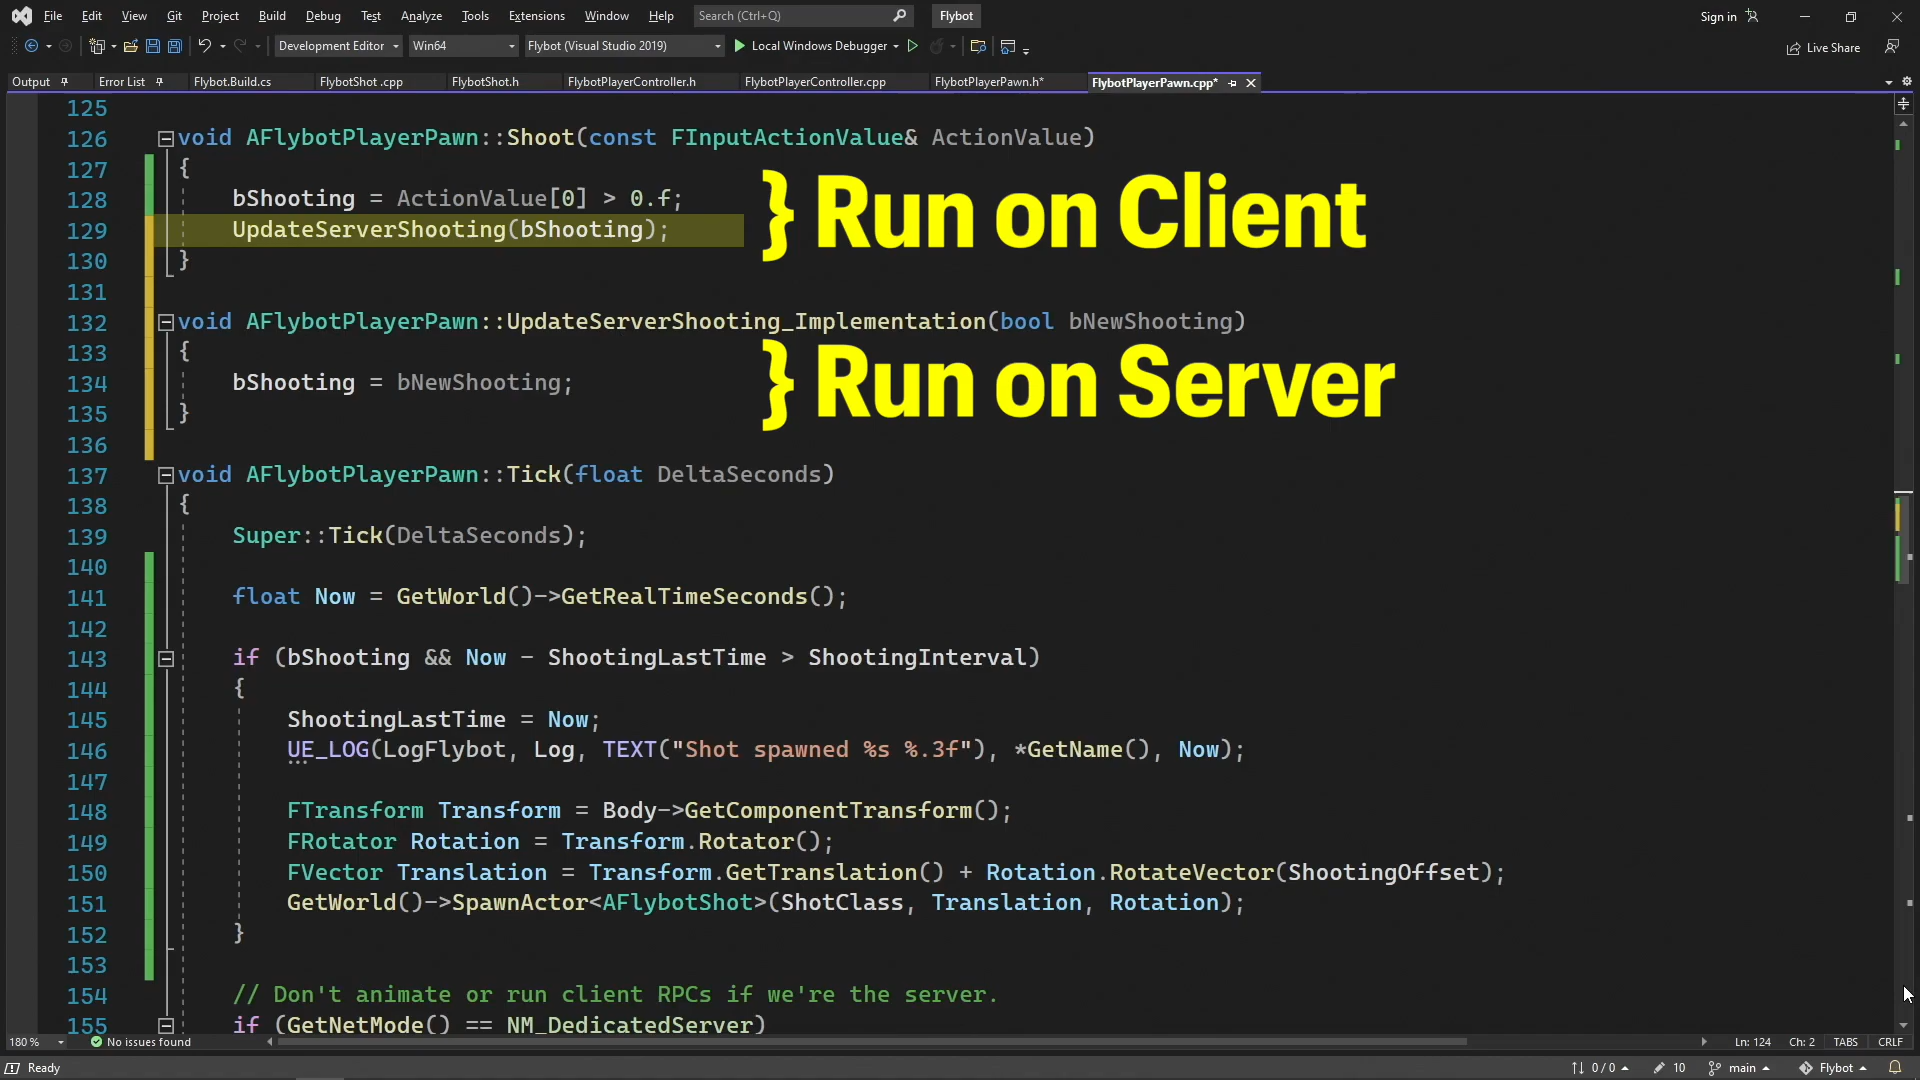 File Edit View Git Project Build Debug Test Analyze Tools Extensions Window Help Search (Ctrl+Q) Flybot Sign in
Development Editor Win64 Flybot (Visual Studio 2019) Local Windows Debugger Live Share
Output Error List Flybot.Build.cs FlybotShot .cpp FlybotShot.h FlybotPlayerController.h FlybotPlayerController.cpp FlybotPlayerPawn.h* FlybotPlayerPawn.cpp*
125
126 void AFlybotPlayerPawn::Shoot(const FInputActionValue& ActionValue)
127 {
128 bShooting = ActionValue[0] > 0.f;
129 UpdateServerShooting(bShooting);
} Run on Client
130 }
131
132 void AFlybotPlayerPawn::UpdateServerShooting_Implementation(bool bNewShooting)
133 {
134 bShooting = bNewShooting;
} Run on Server
135 }
136
137 void AFlybotPlayerPawn::Tick(float DeltaSeconds)
138 {
139 Super::Tick(DeltaSeconds);
140
141 float Now = GetWorld()->GetRealTimeSeconds();
142
143 if (bShooting && Now - ShootingLastTime > ShootingInterval)
144 {
145 ShootingLastTime = Now;
146 UE_LOG(LogFlybot, Log, TEXT("Shot spawned %s %.3f"), *GetName(), Now);
147
148 FTransform Transform = Body->GetComponentTransform();
149 FRotator Rotation = Transform.Rotator();
150 FVector Translation = Transform.GetTranslation() + Rotation.RotateVector(ShootingOffset);
151 GetWorld()->SpawnActor<AFlybotShot>(ShotClass, Translation, Rotation);
152 }
153
154 // Don't animate or run client RPCs if we're the server.
155 if (GetNetMode() == NM_DedicatedServer)
180 % No issues found Ln: 124 Ch: 2 TABS CRLF
Ready 0 / 0 10 main Flybot